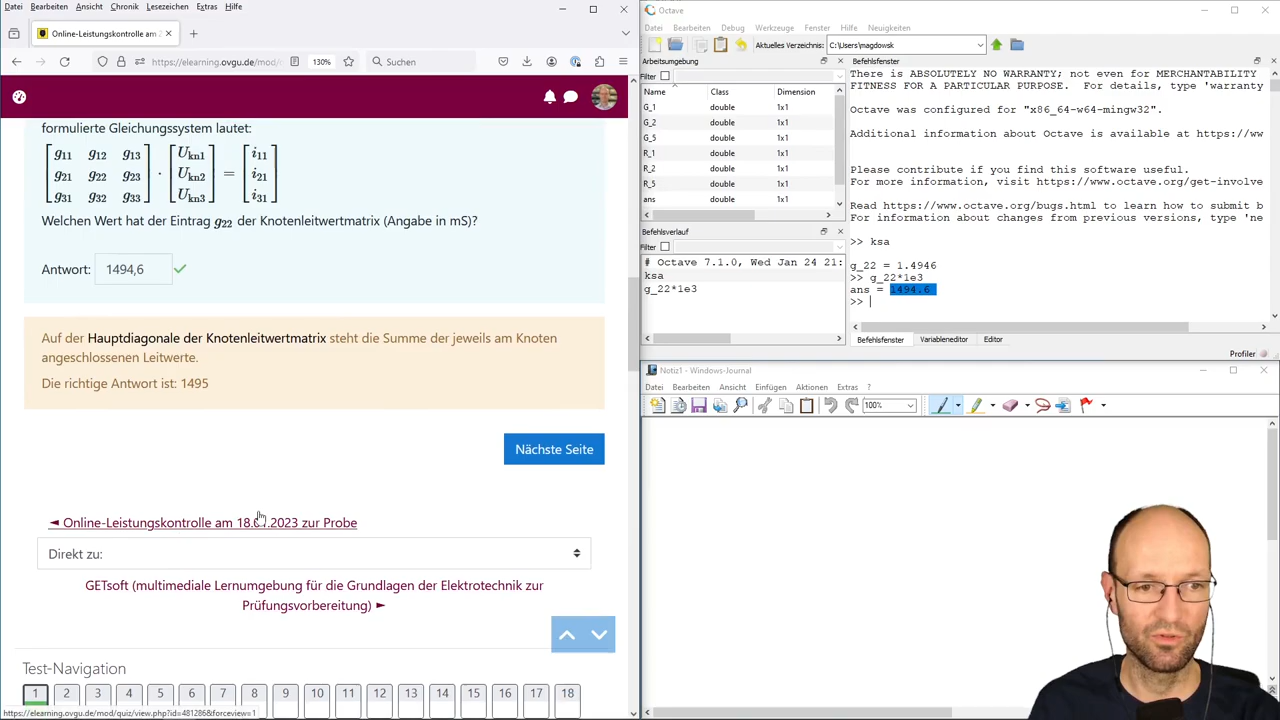 Datei Bearbeiten Ansicht Chronik Lesezeichen Extras Hilfe
Online-Leistungskontrolle am
https://elearning.ovgu.de/mod/ 130% Suchen
formulierte Gleichungssystem lautet:
g11 g12 g13 Ukn1 i11
g21 g22 g23 · Ukn2 = i21
g31 g32 g33 Ukn3 i31
Welchen Wert hat der Eintrag g22 der Knotenleitwertmatrix (Angabe in mS)?
Antwort: 1494,6
Auf der Hauptdiagonale der Knotenleitwertmatrix steht die Summe der jeweils am Knoten
angeschlossenen Leitwerte.
Die richtige Antwort ist: 1495
Nächste Seite
◄ Online-Leistungskontrolle am 18.01.2023 zur Probe
Direkt zu:
GETsoft (multimediale Lernumgebung für die Grundlagen der Elektrotechnik zur
Prüfungsvorbereitung) ►
Test-Navigation
1 2 3 4 5 6 7 8 9 10 11 12 13 14 15 16 17 18
https://elearning.ovgu.de/mod/quiz/view.php?id=481286&forceview=1
Octave
Datei Bearbeiten Debug Werkzeuge Fenster Hilfe Neuigkeiten
Aktuelles Verzeichnis: C:\Users\magdowsk
Arbeitsumgebung
Filter
Name Class Dimension
G_1 double 1x1
G_2 double 1x1
G_5 double 1x1
R_1 double 1x1
R_2 double 1x1
R_5 double 1x1
ans double 1x1
Befehlsverlauf
Filter
# Octave 7.1.0, Wed Jan 24 21:
ksa
g_22*1e3
Befehlsfenster
There is ABSOLUTELY NO WARRANTY; not even for MERCHANTABILITY
FITNESS FOR A PARTICULAR PURPOSE. For details, type 'warranty
Octave was configured for "x86_64-w64-mingw32".
Additional information about Octave is available at https://ww
Please contribute if you find this software useful.
For more information, visit https://www.octave.org/get-involve
Read https://www.octave.org/bugs.html to learn how to submit b
For information about changes from previous versions, type 'ne
>> ksa
g_22 = 1.4946
>> g_22*1e3
ans = 1494.6
>>
Befehlsfenster Variableneditor Editor
Profiler
Notiz1 - Windows-Journal
Datei Bearbeiten Ansicht Einfügen Aktionen Extras ?
100%